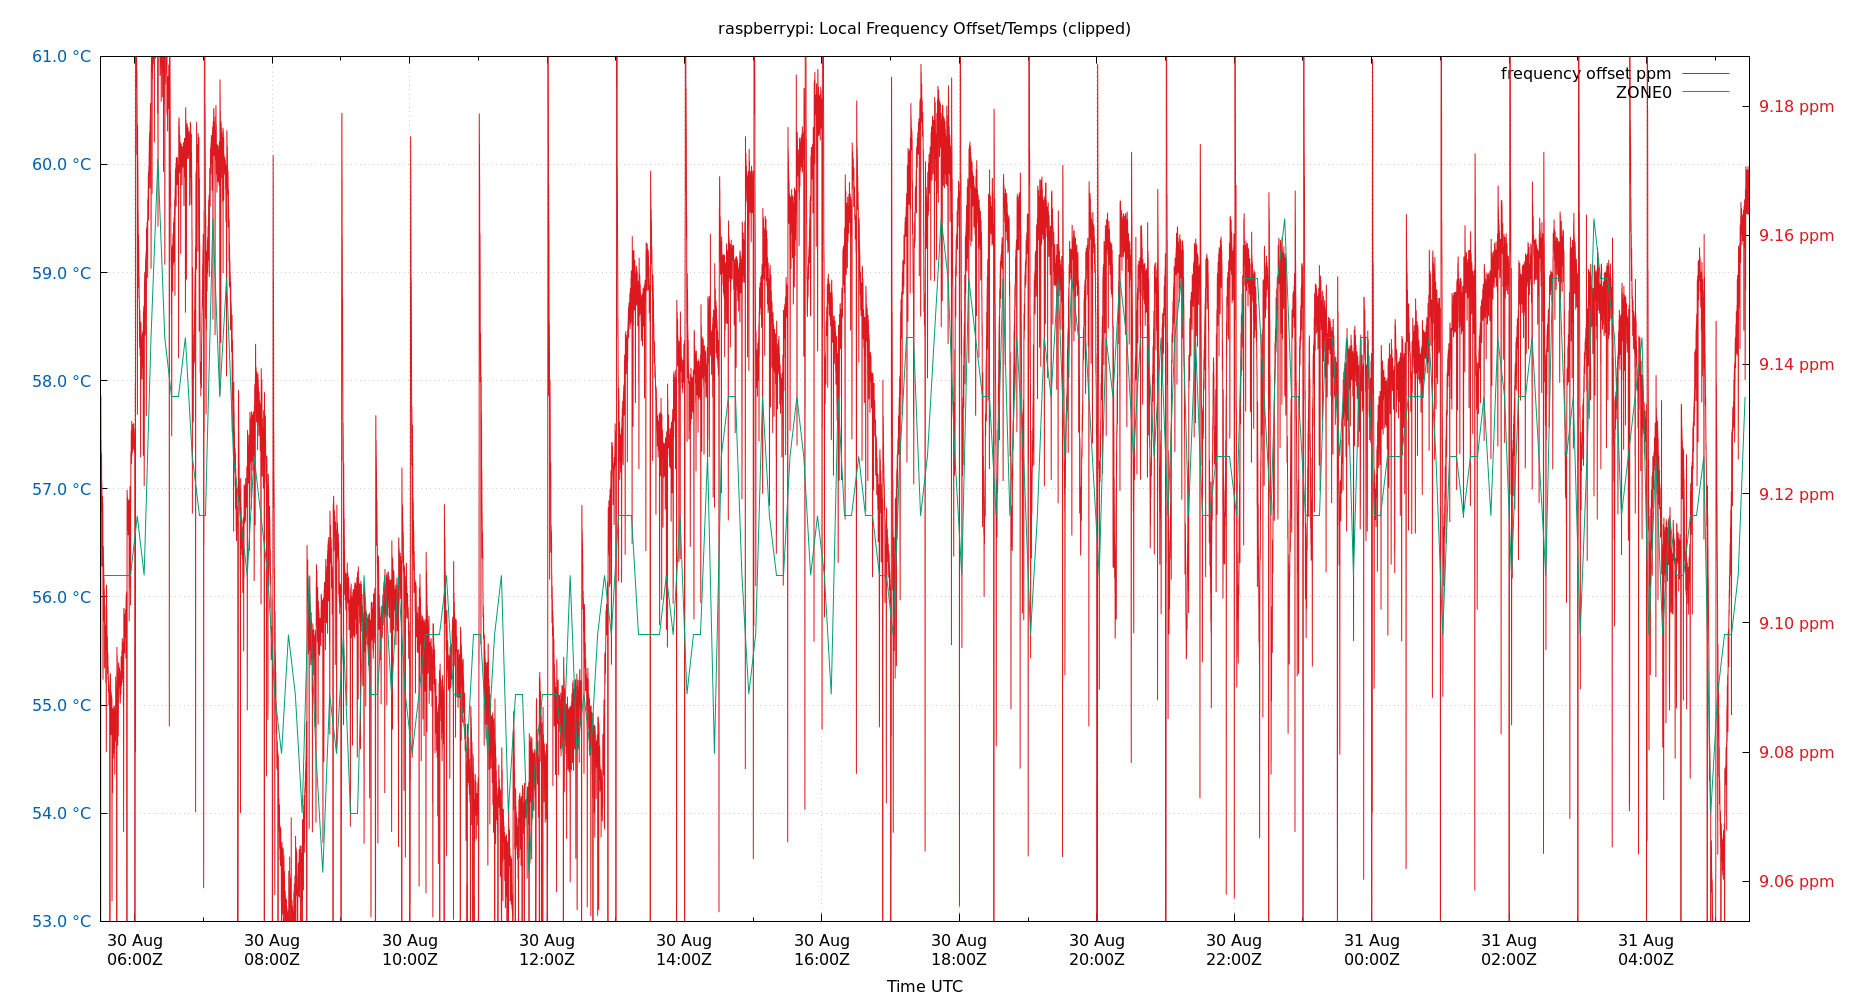 raspberrypi: Local Frequency Offset/Temps (clipped)
frequency offset ppm
ZONE0
61.0 °C
60.0 °C
59.0 °C
58.0 °C
57.0 °C
56.0 °C
55.0 °C
54.0 °C
53.0 °C
9.18 ppm
9.16 ppm
9.14 ppm
9.12 ppm
9.10 ppm
9.08 ppm
9.06 ppm
30 Aug 30 Aug 30 Aug 30 Aug 30 Aug 30 Aug 30 Aug 30 Aug 30 Aug 31 Aug 31 Aug 31 Aug
06:00Z 08:00Z 10:00Z 12:00Z 14:00Z 16:00Z 18:00Z 20:00Z 22:00Z 00:00Z 02:00Z 04:00Z
Time UTC